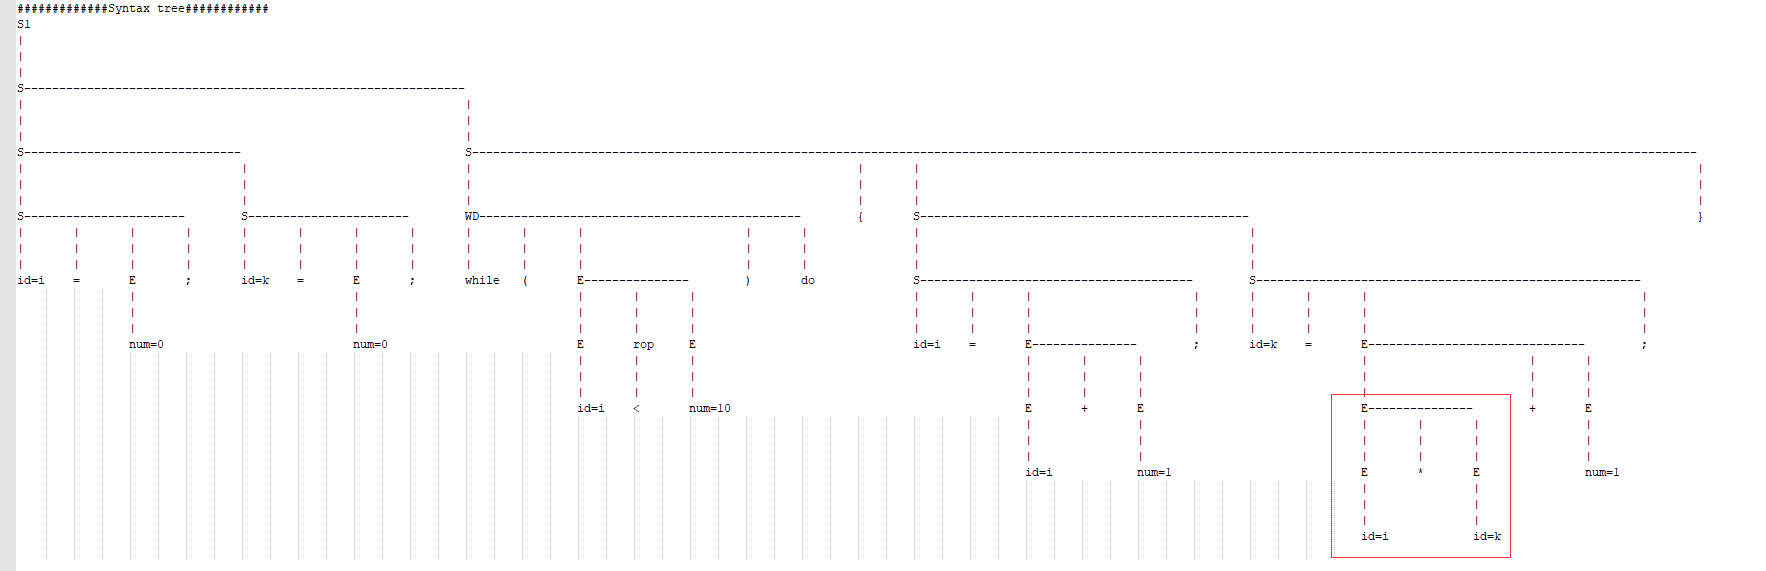 #############Syntax tree############
S1
|
|
|
S---------------------------------------------------------------
| |
| |
| |
S------------------------------- S-------------------------------------------------------------------------------------------------------------------------------------------------------------------------------
| | | | | |
| | | | | |
| | | | | |
S----------------------- S----------------------- WD---------------------------------------------- { S----------------------------------------------- }
| | | | | | | | | | | | | | |
| | | | | | | | | | | | | | |
| | | | | | | | | | | | | | |
id=i = E ; id=k = E ; while ( E--------------- ) do S--------------------------------------- S-------------------------------------------------------
| | | | | | | | | | | | |
| | | | | | | | | | | | |
| | | | | | | | | | | | |
num=0 num=0 E rop E id=i = E--------------- ; id=k = E------------------------------- ;
| | | | | | | | |
| | | | | | | | |
| | | | | | | | |
id=i < num=10 E + E E--------------- + E
| | | | | |
| | | | | |
| | | | | |
id=i num=1 E * E num=1
| |
| |
| |
id=i id=k